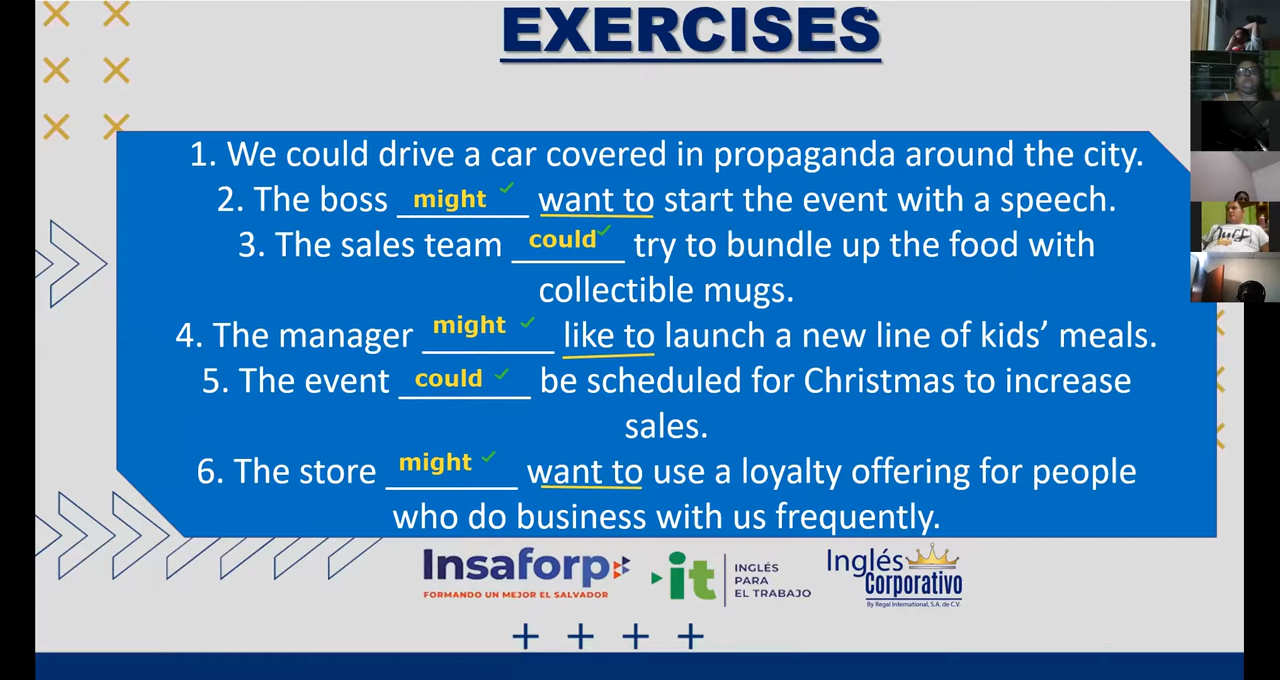 EXERCISES
1. We could drive a car covered in propaganda around the city.
2. The boss might want to start the event with a speech.
3. The sales team could try to bundle up the food with
collectible mugs.
4. The manager might like to launch a new line of kids’ meals.
5. The event could be scheduled for Christmas to increase
sales.
6. The store might want to use a loyalty offering for people
who do business with us frequently.
Insaforp
FORMANDO UN MEJOR EL SALVADOR
it
INGLÉS
PARA
EL TRABAJO
Inglés
Corporativo
By Regal International, S.A. de C.V.
Duff